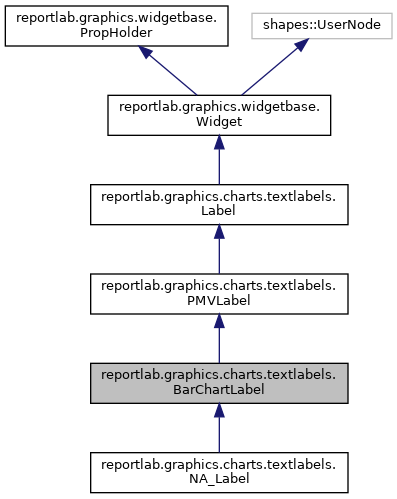 reportlab.graphics.widgetbase.
PropHolder
shapes::UserNode
reportlab.graphics.widgetbase.
Widget
reportlab.graphics.charts.textlabels.
Label
reportlab.graphics.charts.textlabels.
PMVLabel
reportlab.graphics.charts.textlabels.
BarChartLabel
reportlab.graphics.charts.textlabels.
NA_Label